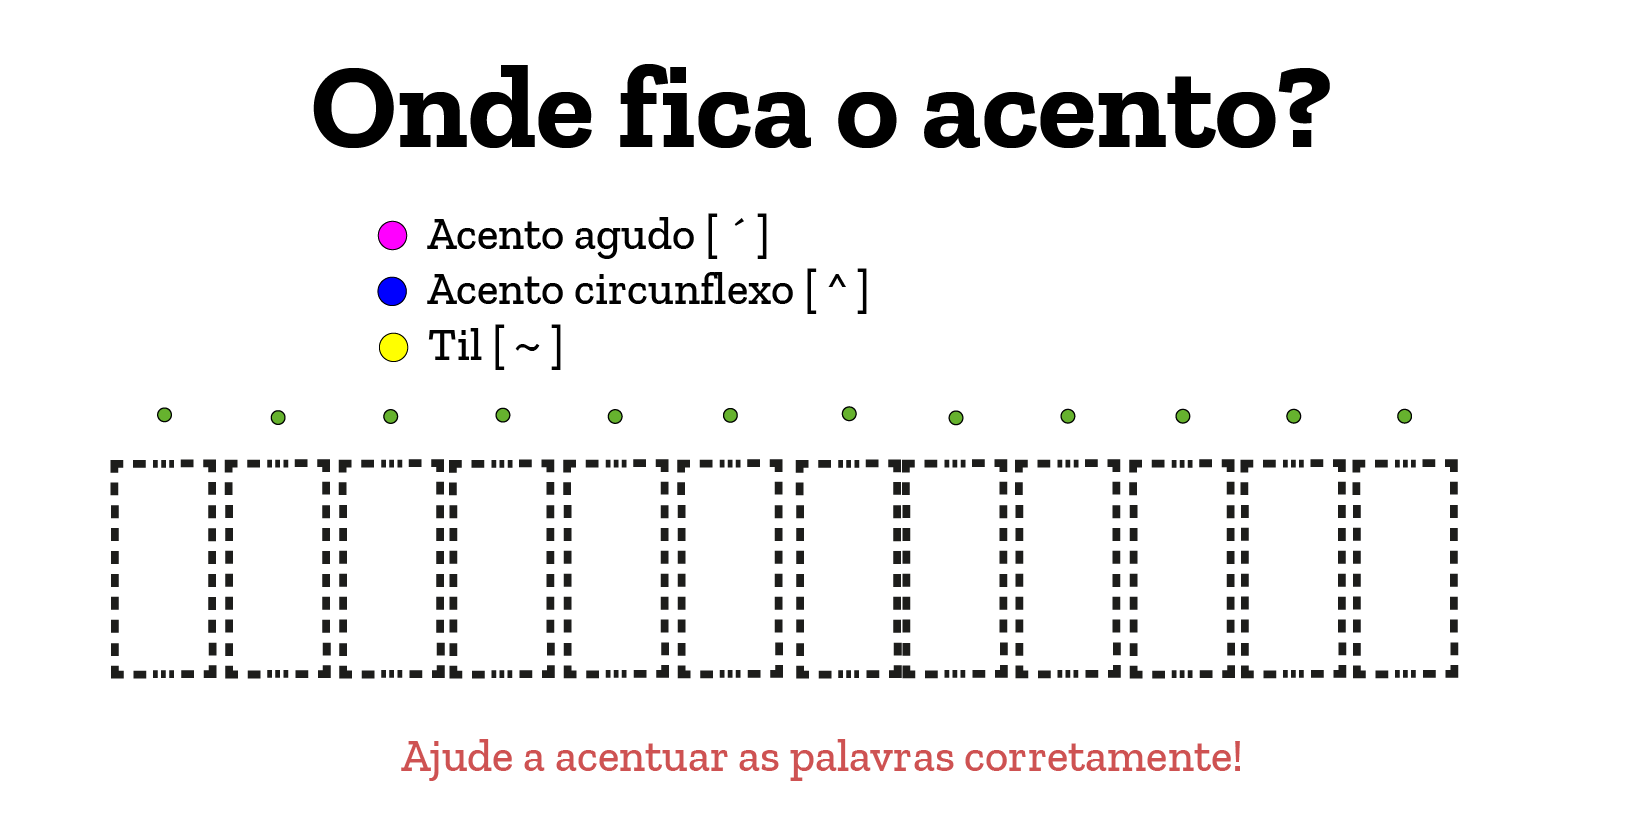 Onde fica o acento?
Acento agudo [ ´ ]
Acento circunflexo [ ^ ]
Til [ ~ ]
Ajude a acentuar as palavras corretamente!